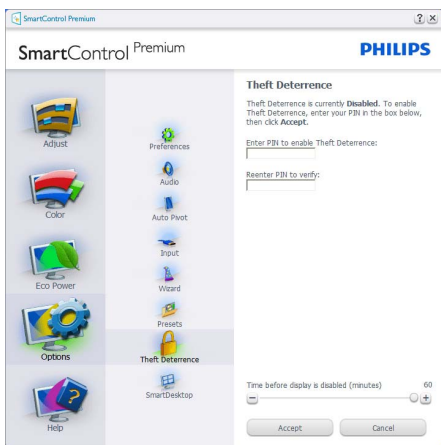 SmartControl Premium
SmartControl Premium
PHILIPS
Adjust
Color
Eco Power
Options
Help
Preferences
Audio
Auto Pivot
Input
Wizard
Presets
Theft Deterrence
SmartDesktop
Theft Deterrence
Theft Deterrence is currently Disabled. To enable
Theft Deterrence, enter your PIN in the box below,
then click Accept.
Enter PIN to enable Theft Deterrence:
Reenter PIN to verify:
Time before display is disabled (minutes) 60
Accept Cancel